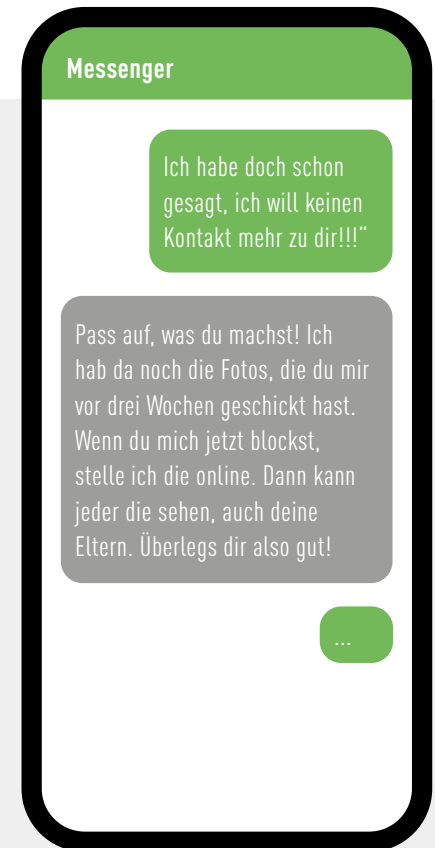 Messenger
Ich habe doch schon
gesagt, ich will keinen
Kontakt mehr zu dir!!!“
Pass auf, was du machst! Ich
hab da noch die Fotos, die du mir
vor drei Wochen geschickt hast.
Wenn du mich jetzt blockst,
stelle ich die online. Dann kann
jeder die sehen, auch deine
Eltern. Überlegs dir also gut!
...